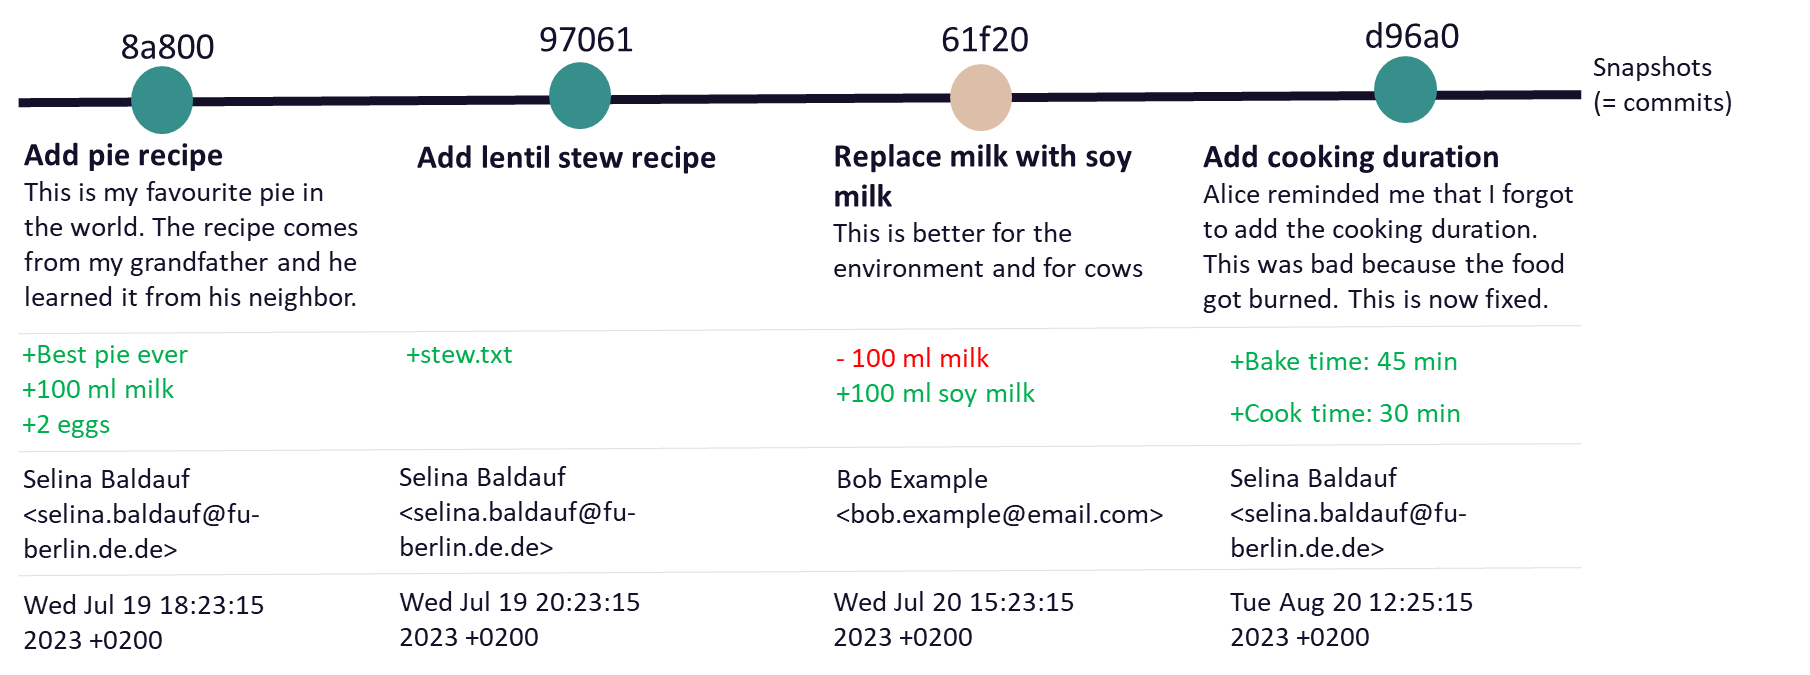 8a800
97061
61f20
d96a0
Snapshots
(= commits)
Add pie recipe
This is my favourite pie in
the world. The recipe comes
from my grandfather and he
learned it from his neighbor.
Add lentil stew recipe
Replace milk with soy
milk
This is better for the
environment and for cows
Add cooking duration
Alice reminded me that I forgot
to add the cooking duration.
This was bad because the food
got burned. This is now fixed.
+Best pie ever
+100 ml milk
+2 eggs
+stew.txt
- 100 ml milk
+100 ml soy milk
+Bake time: 45 min
+Cook time: 30 min
Selina Baldauf
<selina.baldauf@fu-
berlin.de.de>
Selina Baldauf
<selina.baldauf@fu-
berlin.de.de>
Bob Example
<bob.example@email.com>
Selina Baldauf
<selina.baldauf@fu-
berlin.de.de>
Wed Jul 19 18:23:15
2023 +0200
Wed Jul 19 20:23:15
2023 +0200
Wed Jul 20 15:23:15
2023 +0200
Tue Aug 20 12:25:15
2023 +0200